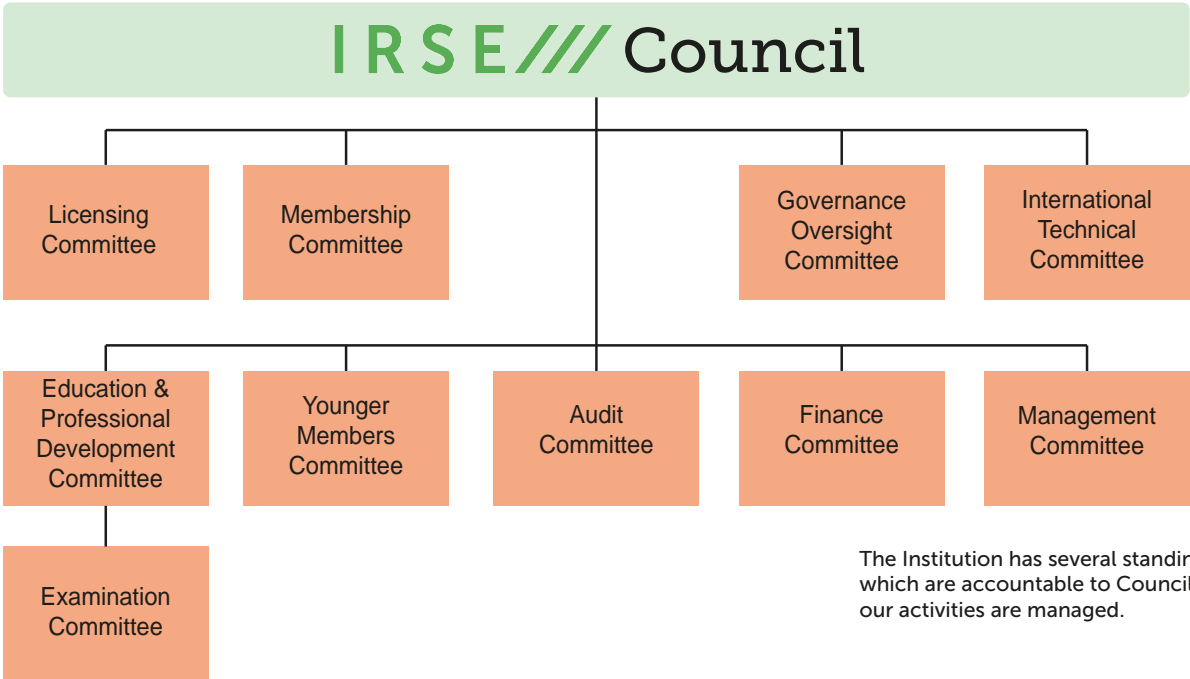 IRSE/// Council
Licensing
Committee
Membership
Committee
Governance
Oversight
Committee
International
Technical
Committee
Education &
Professional
Development
Committee
Younger
Members
Committee
Audit
Committee
Finance
Committee
Management
Committee
Examination
Committee
The Institution has several
which are accountable to Council
our activities are managed.